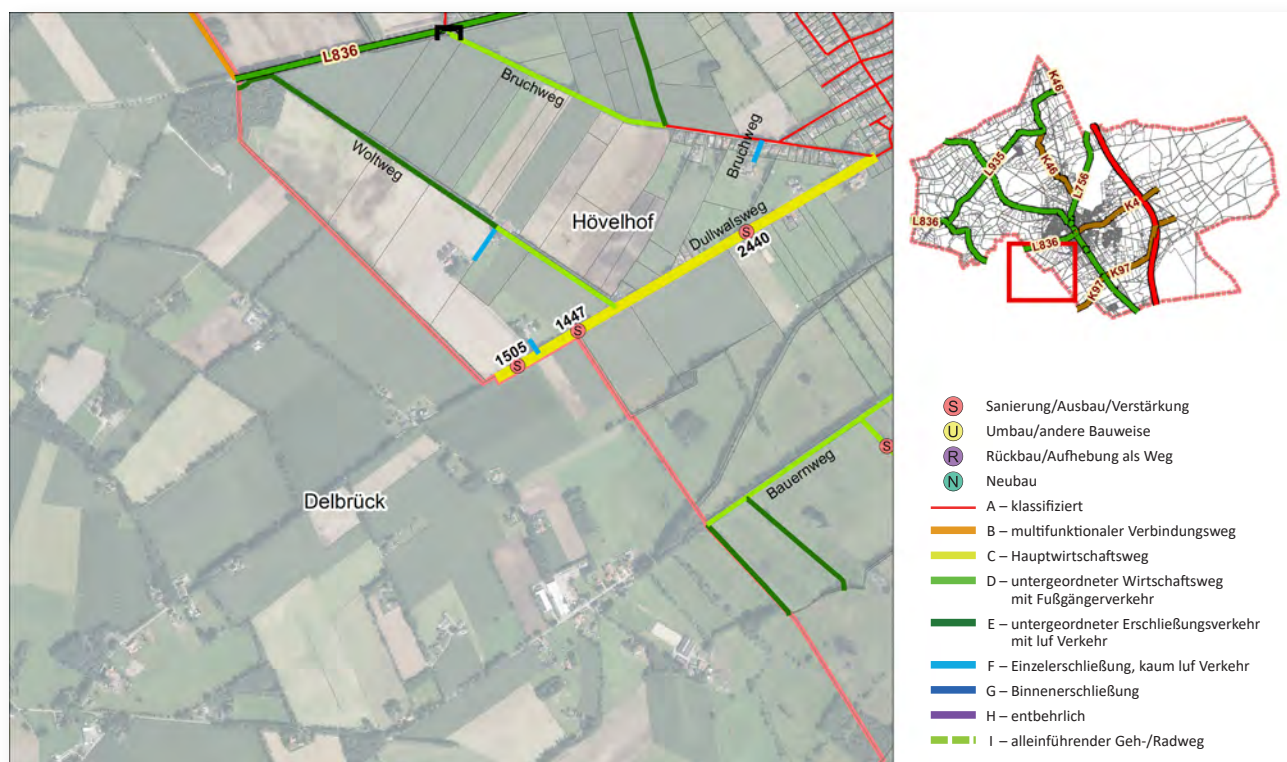 L836
Bruchweg
Woltweg
Bruchweg
Hövelhof
Dullwalsweg
2440
1447
1505
S
S
S
S
Bauernweg
Delbrück
K46
L935
K46
L756
K4
L836
L836
K97
K97
S Sanierung/Ausbau/Verstärkung
U Umbau/andere Bauweise
R Rückbau/Aufhebung als Weg
N Neubau
A – klassifiziert
B – multifunktionaler Verbindungsweg
C – Hauptwirtschaftsweg
D – untergeordneter Wirtschaftsweg
mit Fußgängerverkehr
E – untergeordneter Erschließungsverkehr
mit luf Verkehr
F – Einzelerschließung, kaum luf Verkehr
G – Binnenerschließung
H – entbehrlich
I – alleinführender Geh-/Radweg